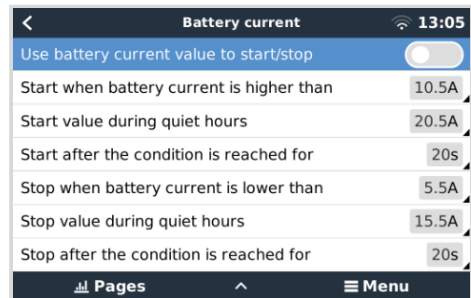 Battery current 13:05
Use battery current value to start/stop
Start when battery current is higher than 10.5A
Start value during quiet hours 20.5A
Start after the condition is reached for 20s
Stop when battery current is lower than 5.5A
Stop value during quiet hours 15.5A
Stop after the condition is reached for 20s
Pages Menu